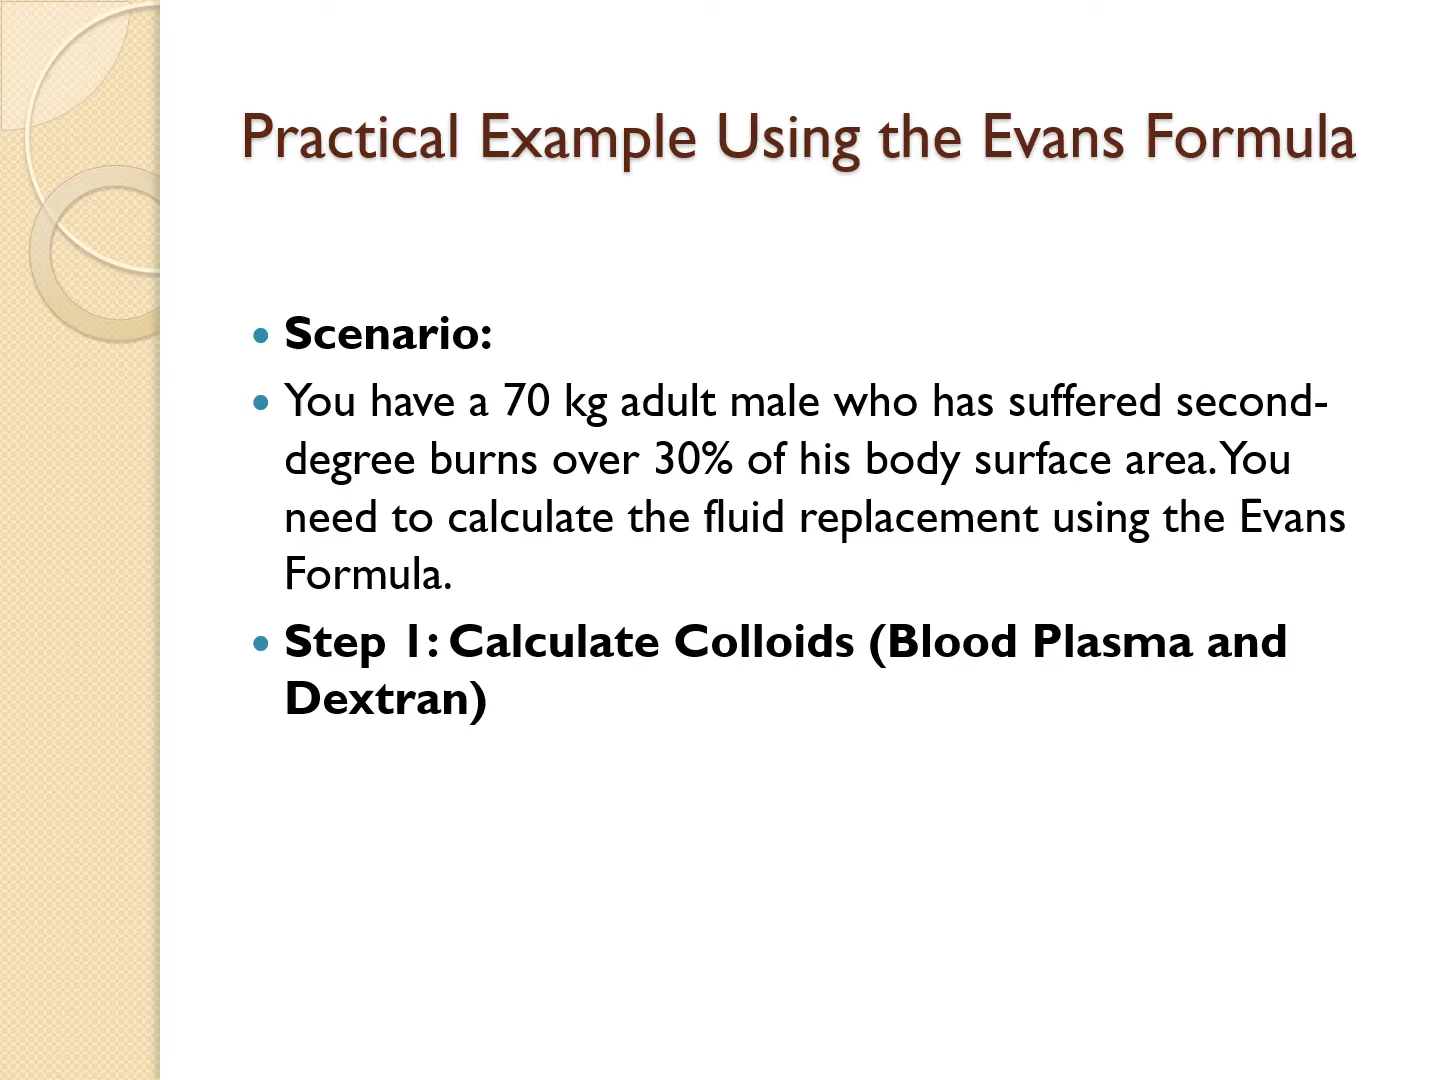 Practical Example Using the Evans Formula
Scenario:
You have a 70 kg adult male who has suffered second-
degree burns over 30% of his body surface area. You
need to calculate the fluid replacement using the Evans
Formula.
Step 1: Calculate Colloids (Blood Plasma and
Dextran)